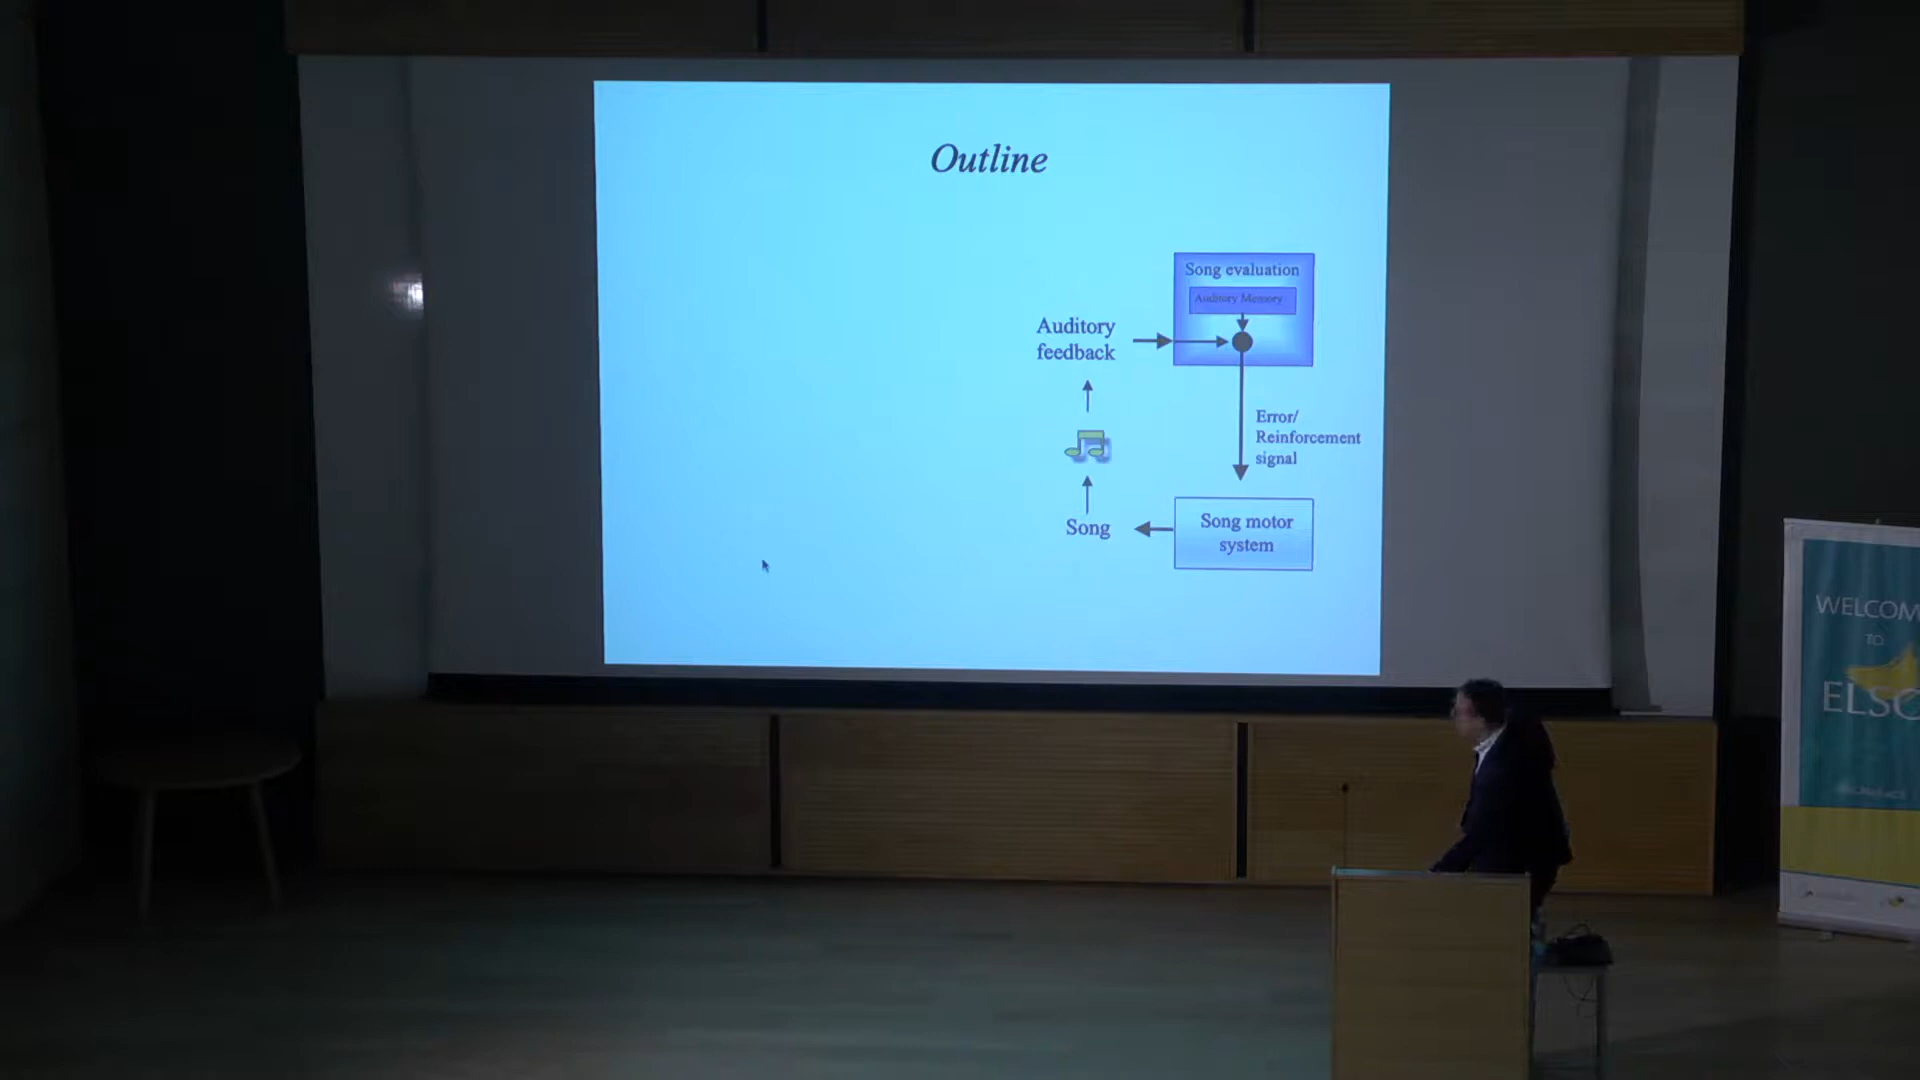 Outline
Song evaluation
Auditory Memory
Auditory
feedback
Error/
Reinforcement
signal
Song
Song motor
system
WELCOM
TO
ELSC